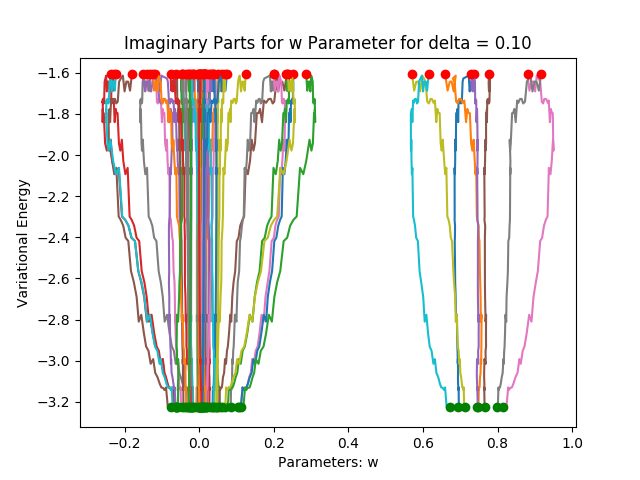 Imaginary Parts for w Parameter for delta = 0.10
Variational Energy
−1.6
−1.8
−2.0
−2.2
−2.4
−2.6
−2.8
−3.0
−3.2
−0.2 0.0 0.2 0.4 0.6 0.8 1.0
Parameters: w